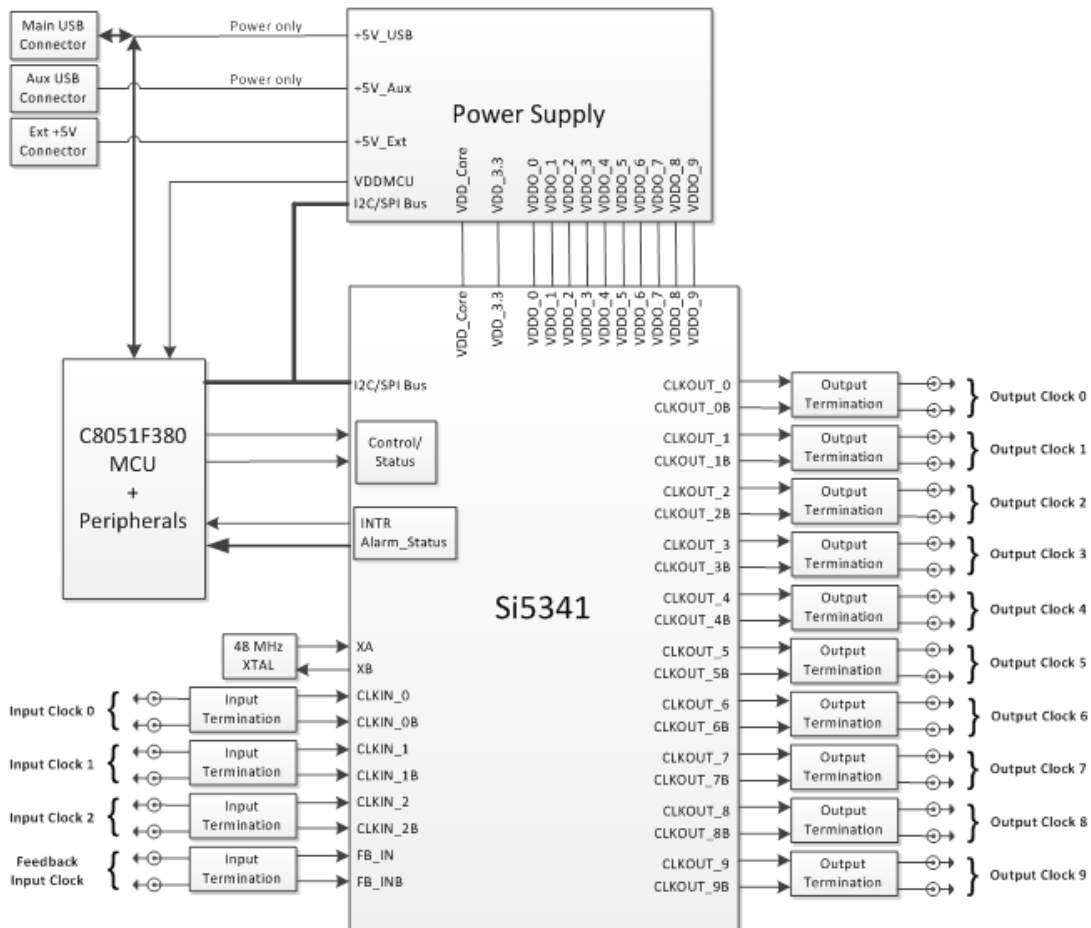 Main USB
Connector
Power only
+5V_USB
Aux USB
Connector
Power only
+5V_Aux
Ext +5V
Connector
+5V_Ext
Power Supply
VDDMCU
I2C/SPI Bus
VDD_Core
VDD_3.3
VDDO_0
VDDO_1
VDDO_2
VDDO_3
VDDO_4
VDDO_5
VDDO_6
VDDO_7
VDDO_8
VDDO_9
VDD_Core
VDD_3.3
VDDO_0
VDDO_1
VDDO_2
VDDO_3
VDDO_4
VDDO_5
VDDO_6
VDDO_7
VDDO_8
VDDO_9
C8051F380
MCU
+
Peripherals
I2C/SPI Bus
Control/
Status
INTR
Alarm_Status
Si5341
48 MHz
XTAL
XA
XB
Input Clock 0
Input
Termination
CLKIN_0
CLKIN_0B
Input Clock 1
Input
Termination
CLKIN_1
CLKIN_1B
Input Clock 2
Input
Termination
CLKIN_2
CLKIN_2B
Feedback
Input Clock
Input
Termination
FB_IN
FB_INB
CLKOUT_0
CLKOUT_0B
Output
Termination
Output Clock 0
CLKOUT_1
CLKOUT_1B
Output
Termination
Output Clock 1
CLKOUT_2
CLKOUT_2B
Output
Termination
Output Clock 2
CLKOUT_3
CLKOUT_3B
Output
Termination
Output Clock 3
CLKOUT_4
CLKOUT_4B
Output
Termination
Output Clock 4
CLKOUT_5
CLKOUT_5B
Output
Termination
Output Clock 5
CLKOUT_6
CLKOUT_6B
Output
Termination
Output Clock 6
CLKOUT_7
CLKOUT_7B
Output
Termination
Output Clock 7
CLKOUT_8
CLKOUT_8B
Output
Termination
Output Clock 8
CLKOUT_9
CLKOUT_9B
Output
Termination
Output Clock 9